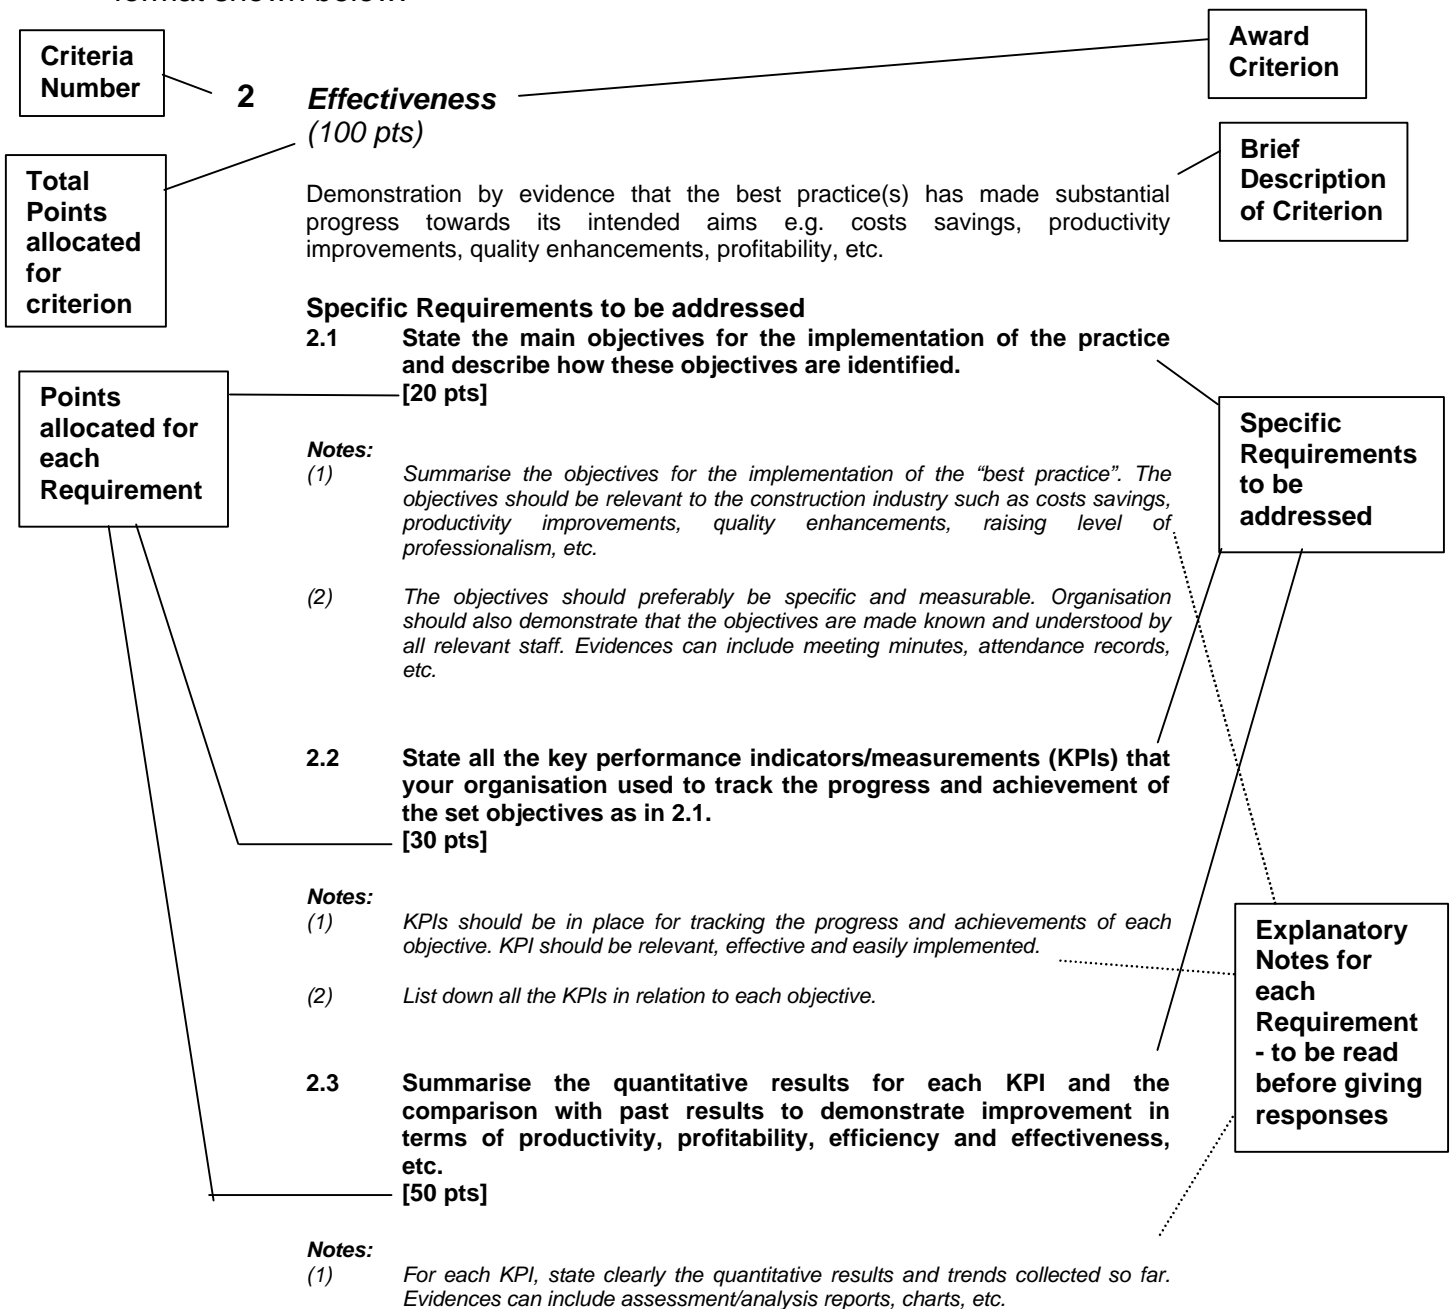 format shown below.
Criteria
Number
2 Effectiveness
(100 pts)
Award
Criterion
Total
Points
allocated
for
criterion
Brief
Description
of Criterion
Demonstration by evidence that the best practice(s) has made substantial
progress towards its intended aims e.g. costs savings, productivity
improvements, quality enhancements, profitability, etc.
Specific Requirements to be addressed
2.1 State the main objectives for the implementation of the practice
and describe how these objectives are identified.
[20 pts]
Points
allocated for
each
Requirement
Specific
Requirements
to be
addressed
Notes:
(1) Summarise the objectives for the implementation of the “best practice”. The
objectives should be relevant to the construction industry such as costs savings,
productivity improvements, quality enhancements, raising level of
professionalism, etc.
(2) The objectives should preferably be specific and measurable. Organisation
should also demonstrate that the objectives are made known and understood by
all relevant staff. Evidences can include meeting minutes, attendance records,
etc.
2.2 State all the key performance indicators/measurements (KPIs) that
your organisation used to track the progress and achievement of
the set objectives as in 2.1.
[30 pts]
Notes:
(1) KPIs should be in place for tracking the progress and achievements of each
objective. KPI should be relevant, effective and easily implemented.
(2) List down all the KPIs in relation to each objective.
Explanatory
Notes for
each
Requirement
- to be read
before giving
responses
2.3 Summarise the quantitative results for each KPI and the
comparison with past results to demonstrate improvement in
terms of productivity, profitability, efficiency and effectiveness,
etc.
[50 pts]
Notes:
(1) For each KPI, state clearly the quantitative results and trends collected so far.
Evidences can include assessment/analysis reports, charts, etc.